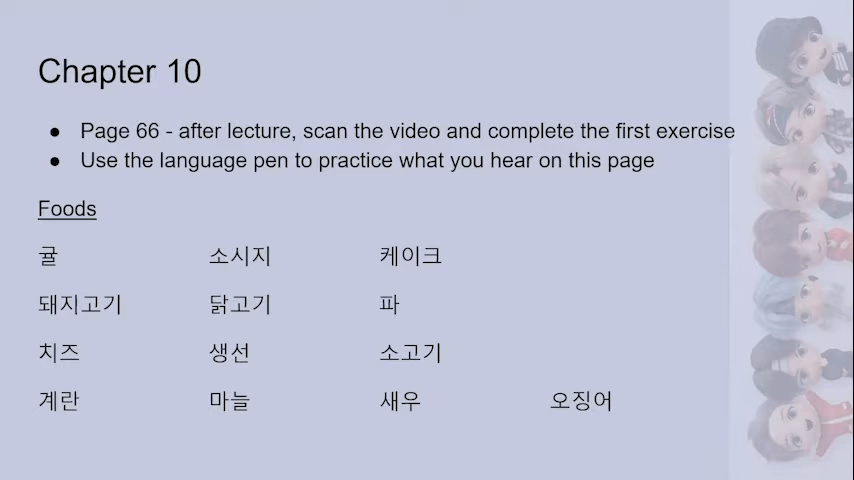 Chapter 10
● Page 66 - after lecture, scan the video and complete the first exercise
● Use the language pen to practice what you hear on this page
Foods
귤 소시지 케이크
돼지고기 닭고기 파
치즈 생선 소고기
계란 마늘 새우 오징어